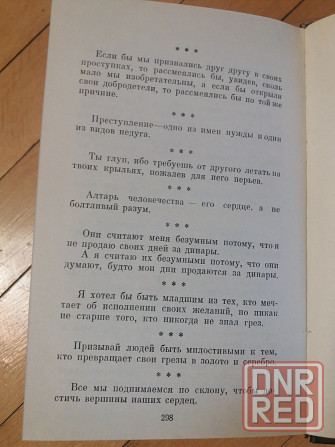 * * *
Если бы мы признались друг другу в своих
проступках, то рассмеялись бы, увидев, сколь
мало мы изобретательны, а если бы открыли
свои добродетели, то рассмеялись бы по той же
причине.
* * *
Преступление—одно из имен нужды и один
из видов недуга.
* * *
Ты глуп, ибо требуешь от другого летать на
твоих крыльях, пожалев для него перьев.
* * *
Алтарь человечества — его сердце, а не
болтливый разум.
* * *
Они считают меня безумным потому, что я
не продаю своих дней за динары.
А я считаю их безумными потому, что они
думают, будто мои дни продаются за динары.
* * *
Я хотел бы быть младшим из тех, кто меч-
тает об исполнении своих желаний, но никак
не старше того, кто никогда не знал грез.
* * *
Призывай людей быть милостивыми к тем,
кто превращает свои грезы в золото и серебро.
* * *
Все мы поднимаемся по склону, чтобы до-
стичь вершины наших сердец.
298
DNR
RED